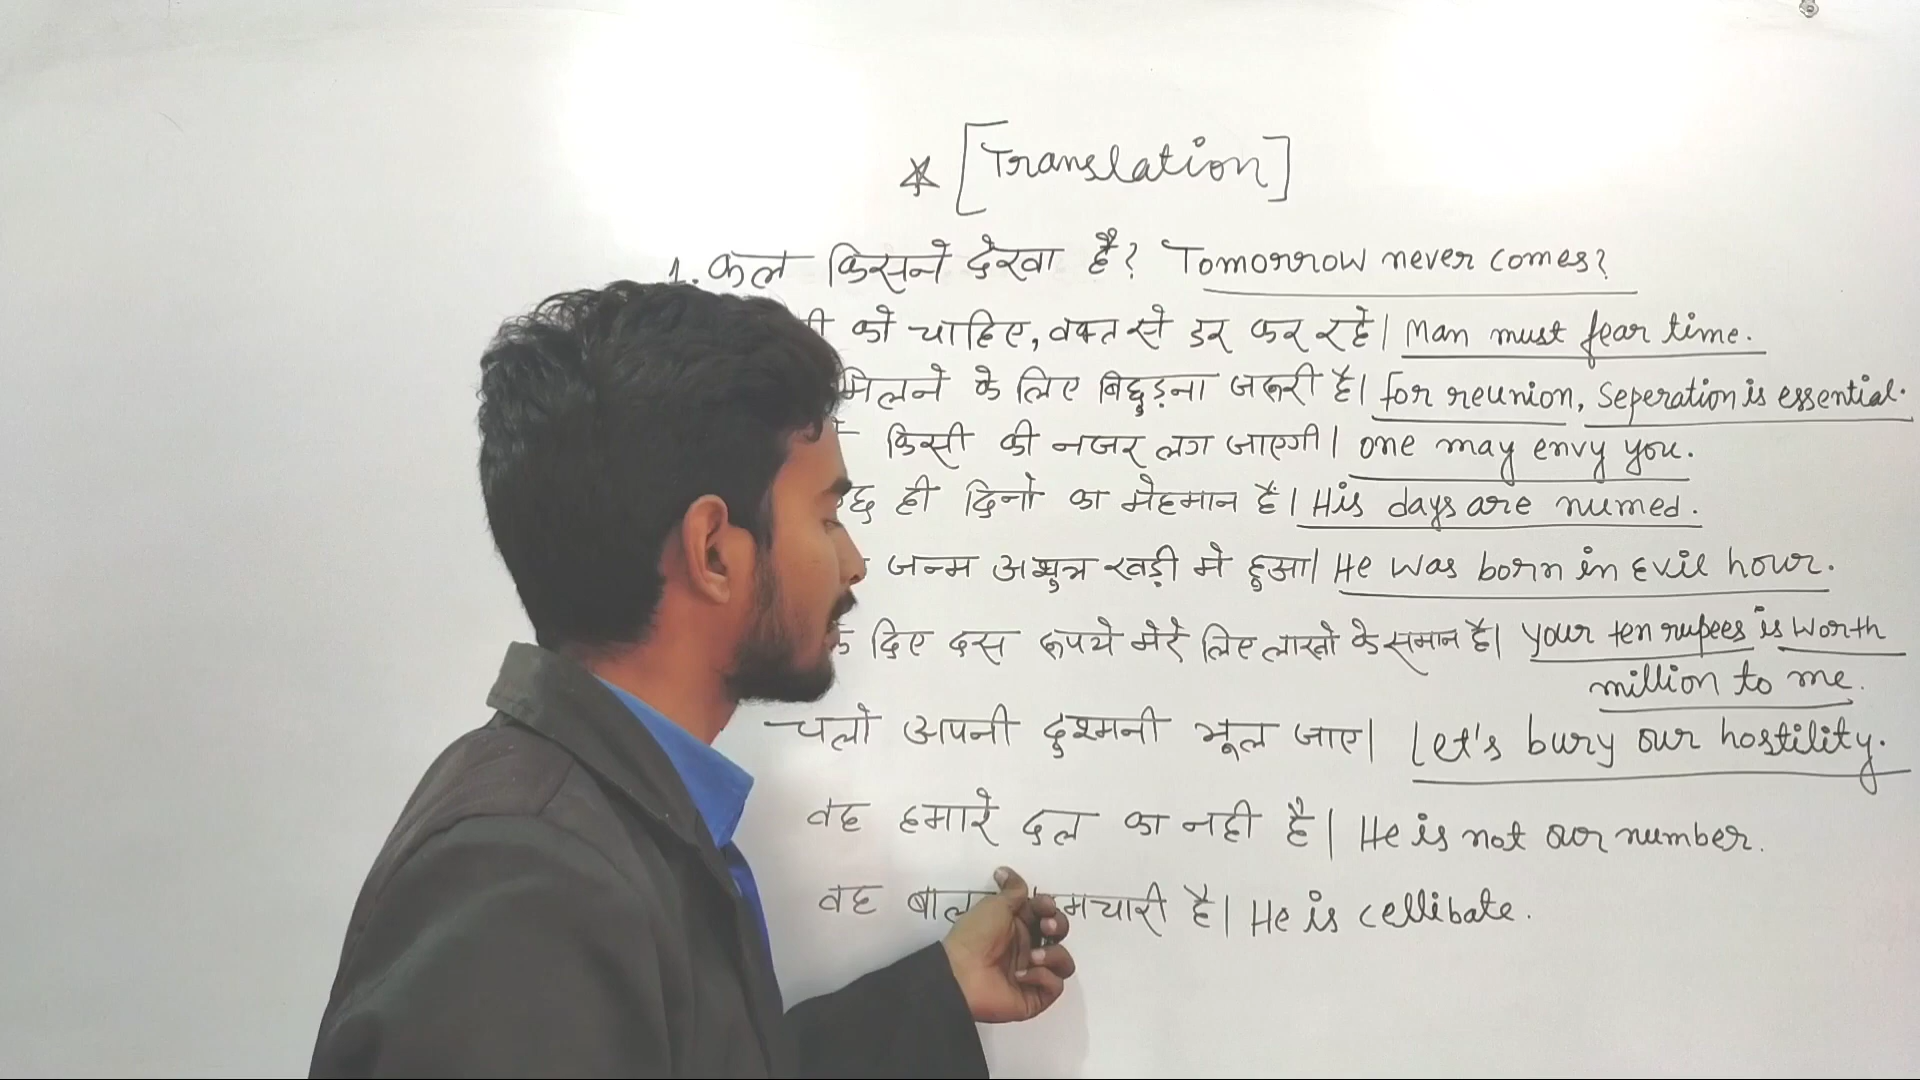 [Translation]
1. कल किसने देखा है? Tomorrow never comes?
को चाहिए, वक्त से डर कर रहे। Man must fear time.
मिलने के लिए बिछुड़ना जरूरी है। for reunion, Seperation is essential.
किसी की नजर लग जाएगी। one may envy you.
ही दिनो का मेहमान है। His days are numed.
जन्म अशुभ खड़ी मे हुआ। He was born in Evil hour.
दिए दस रूपये मेरे लिए लाखो के समान है। your ten rupees is worth
million to me.
चलो अपनी दुश्मनी भूल जाए। Let's bury our hostility.
वह हमारे दल का नही है। He is not our number.
वह है। He is cellibate.